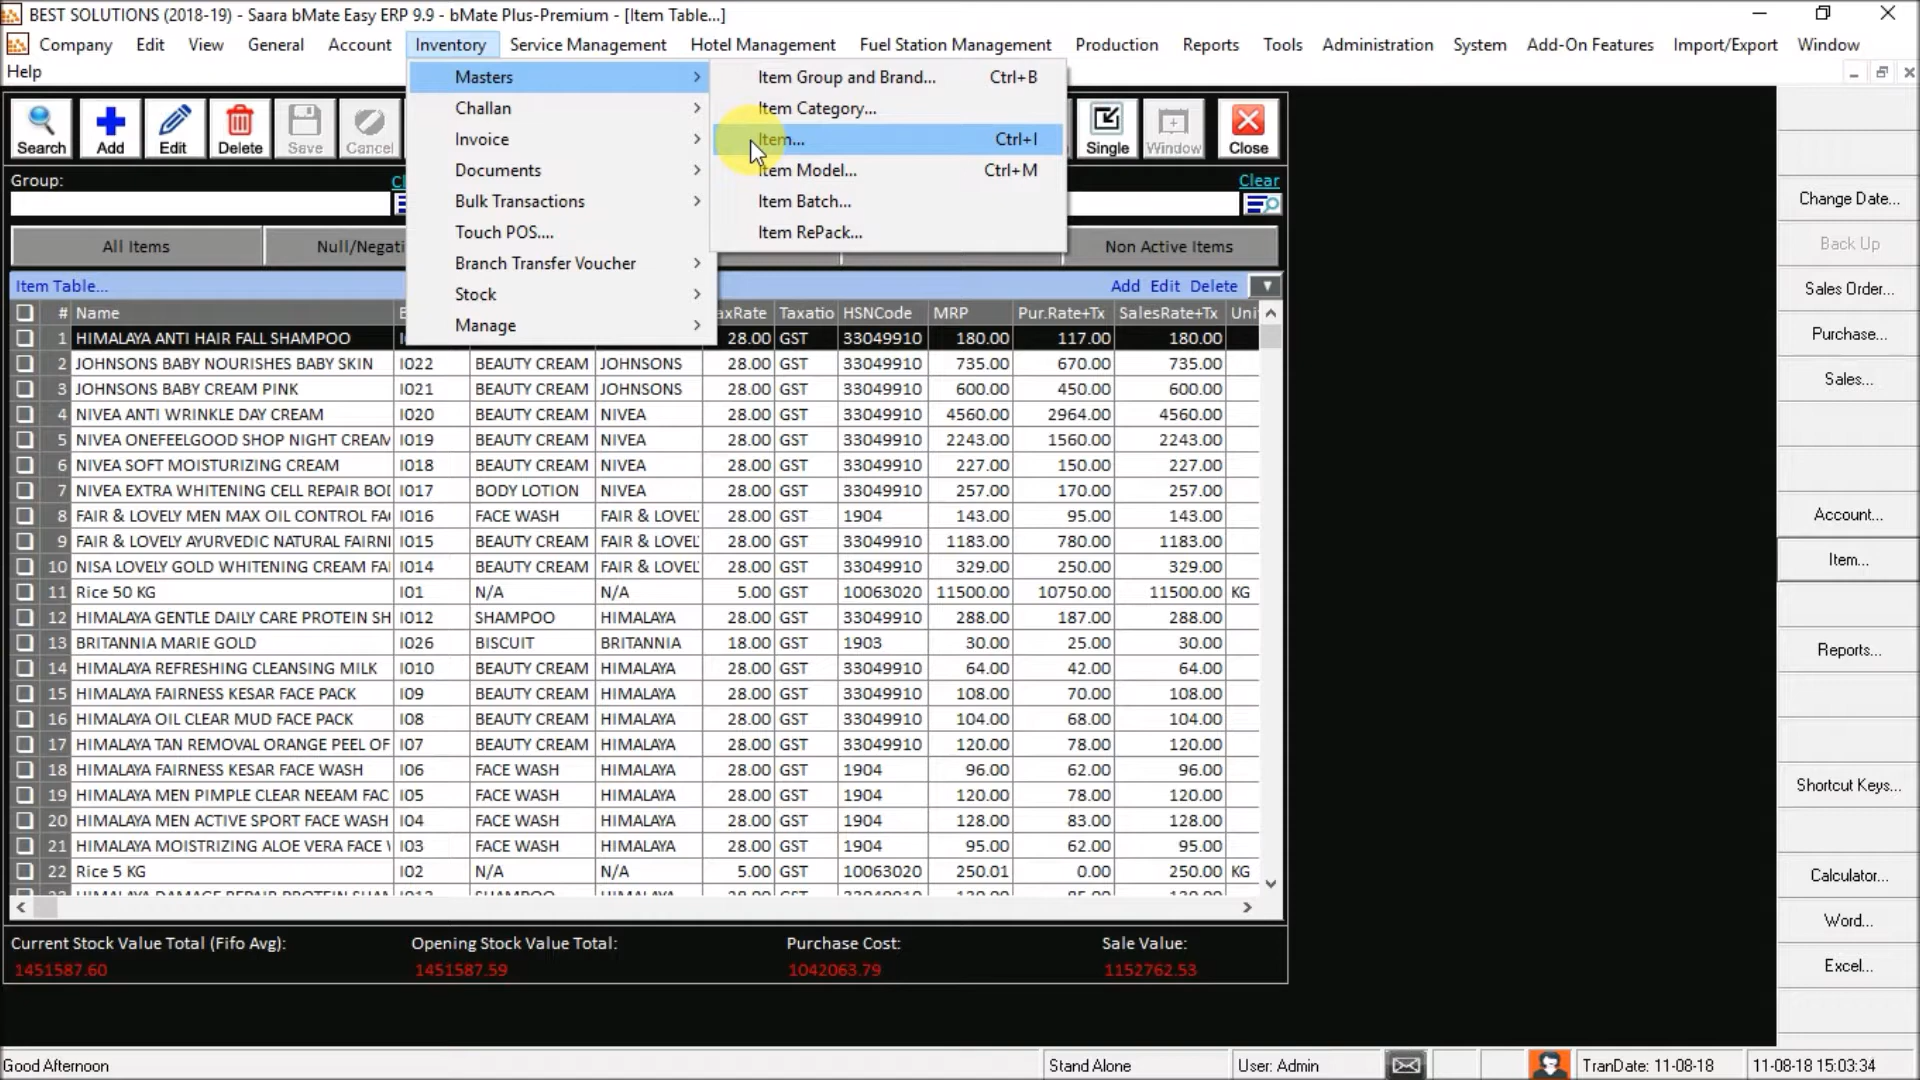 BEST SOLUTIONS (2018-19) - Saara bMate Easy ERP 9.9 - bMate Plus-Premium - [Item Table...]
Company Edit View General Account Inventory Service Management Hotel Management Fuel Station Management Production Reports Tools Administration System Add-On Features Import/Export Window
Help
Masters
Challan
Invoice
Documents
Bulk Transactions
Touch POS....
Branch Transfer Voucher
Stock
Manage
Item Group and Brand... Ctrl+B
Item Category...
Item... Ctrl+I
Item Model... Ctrl+M
Item Batch...
Item RePack...
Search Add Edit Delete Save Cancel Single Window Close
Group: Clear
All Items Non Active Items
Item Table... Add Edit Delete
# Name HSNCode MRP Pur.Rate+Tx SalesRate+Tx
1 HIMALAYA ANTI HAIR FALL SHAMPOO 28.00 GST 33049910 180.00 117.00 180.00
2 JOHNSONS BABY NOURISHES BABY SKIN I022 BEAUTY CREAM JOHNSONS 28.00 GST 33049910 735.00 670.00 735.00
3 JOHNSONS BABY CREAM PINK I021 BEAUTY CREAM JOHNSONS 28.00 GST 33049910 600.00 450.00 600.00
4 NIVEA ANTI WRINKLE DAY CREAM I020 BEAUTY CREAM NIVEA 28.00 GST 33049910 4560.00 2964.00 4560.00
5 NIVEA ONEFEELGOOD SHOP NIGHT CREAM I019 BEAUTY CREAM NIVEA 28.00 GST 33049910 2243.00 1560.00 2243.00
6 NIVEA SOFT MOISTURIZING CREAM I018 BEAUTY CREAM NIVEA 28.00 GST 33049910 227.00 150.00 227.00
7 NIVEA EXTRA WHITENING CELL REPAIR I017 BODY LOTION NIVEA 28.00 GST 33049910 257.00 170.00 257.00
8 FAIR & LOVELY MEN MAX OIL CONTROL I016 FACE WASH FAIR & LOVEL 28.00 GST 1904 143.00 95.00 143.00
9 FAIR & LOVELY AYURVEDIC NATURAL FAIRN I015 BEAUTY CREAM FAIR & LOVEL 28.00 GST 33049910 1183.00 780.00 1183.00
10 NISA LOVELY GOLD WHITENING CREAM FA I014 BEAUTY CREAM FAIR & LOVEL 28.00 GST 33049910 329.00 250.00 329.00
11 Rice 50 KG I01 N/A N/A 5.00 GST 10063020 11500.00 10750.00 11500.00 KG
12 HIMALAYA GENTLE DAILY CARE PROTEIN SH I012 SHAMPOO HIMALAYA 28.00 GST 33049910 288.00 187.00 288.00
13 BRITANNIA MARIE GOLD I026 BISCUIT BRITANNIA 18.00 GST 1903 30.00 25.00 30.00
14 HIMALAYA REFRESHING CLEANSING MILK I010 BEAUTY CREAM HIMALAYA 28.00 GST 33049910 64.00 42.00 64.00
15 HIMALAYA FAIRNESS KESAR FACE PACK I09 BEAUTY CREAM HIMALAYA 28.00 GST 33049910 108.00 70.00 108.00
16 HIMALAYA OIL CLEAR MUD FACE PACK I08 BEAUTY CREAM HIMALAYA 28.00 GST 33049910 104.00 68.00 104.00
17 HIMALAYA TAN REMOVAL ORANGE PEEL OF I07 BEAUTY CREAM HIMALAYA 28.00 GST 33049910 120.00 78.00 120.00
18 HIMALAYA FAIRNESS KESAR FACE WASH I06 FACE WASH HIMALAYA 28.00 GST 1904 96.00 62.00 96.00
19 HIMALAYA MEN PIMPLE CLEAR NEEAM FAC I05 FACE WASH HIMALAYA 28.00 GST 1904 120.00 78.00 120.00
20 HIMALAYA MEN ACTIVE SPORT FACE WASH I04 FACE WASH HIMALAYA 28.00 GST 1904 128.00 83.00 128.00
21 HIMALAYA MOISTRIZING ALOE VERA FACE I03 FACE WASH HIMALAYA 28.00 GST 1904 95.00 62.00 95.00
22 Rice 5 KG I02 N/A N/A 5.00 GST 10063020 250.01 0.00 250.00 KG
Current Stock Value Total (Fifo Avg): Opening Stock Value Total: Purchase Cost: Sale Value:
1451587.60 1451587.59 1042063.79 1152762.53
Change Date...
Back Up
Sales Order...
Purchase...
Sales...
Account...
Item...
Reports...
Shortcut Keys...
Calculator...
Word...
Excel...
Good Afternoon Stand Alone User: Admin TranDate: 11-08-18 11-08-18 15:03:34